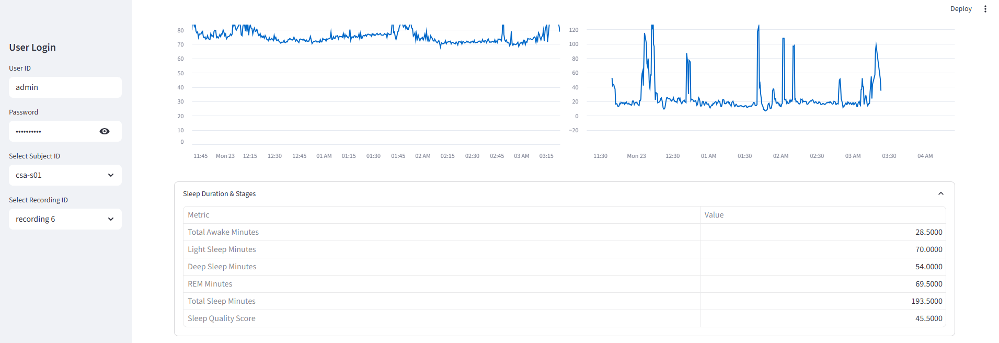 Deploy
User Login
User ID
admin
Password
••••••••••
Select Subject ID
csa-s01
Select Recording ID
recording 6
80
70
60
50
40
30
20
10
0
11:45 Mon 23 12:15 12:30 12:45 01 AM 01:15 01:30 01:45 02 AM 02:15 02:30 02:45 03 AM 03:15
120
100
80
60
40
20
0
−20
11:30 Mon 23 12:30 01 AM 01:30 02 AM 02:30 03 AM 03:30 04 AM
Sleep Duration & Stages
Metric Value
Total Awake Minutes 28.5000
Light Sleep Minutes 70.0000
Deep Sleep Minutes 54.0000
REM Minutes 69.5000
Total Sleep Minutes 193.5000
Sleep Quality Score 45.5000